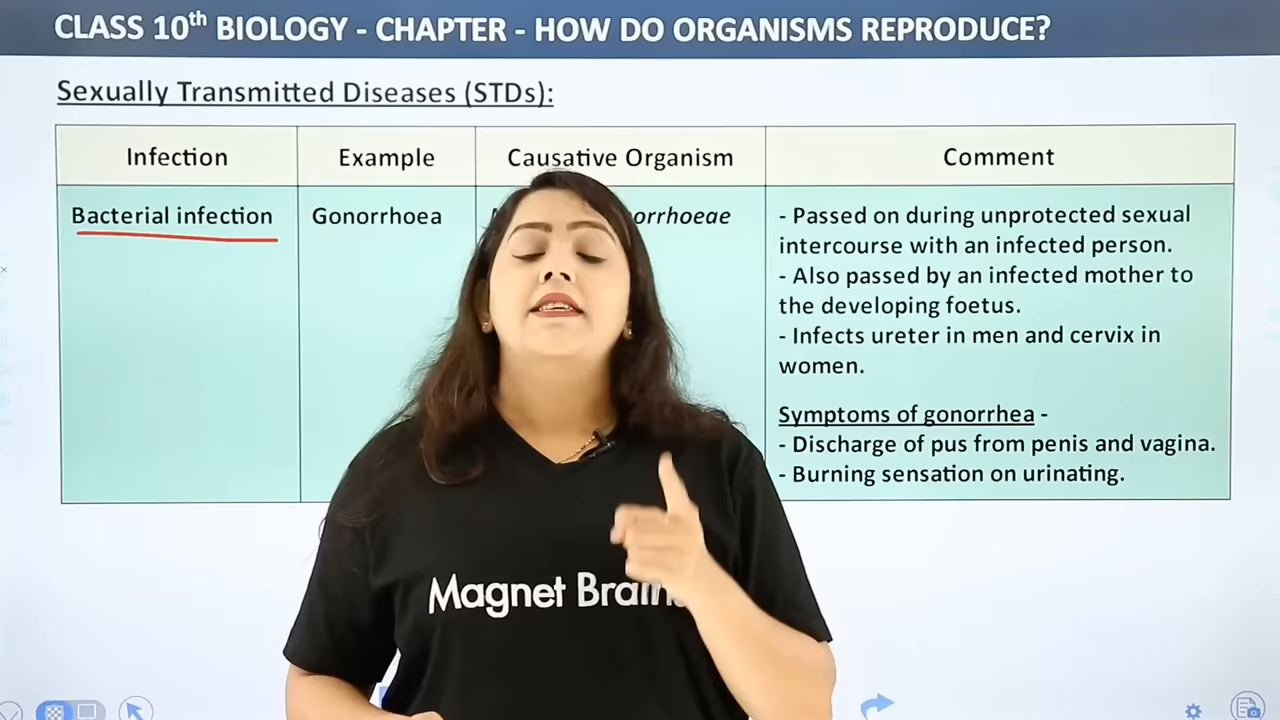 CLASS 10th BIOLOGY - CHAPTER - HOW DO ORGANISMS REPRODUCE?
Sexually Transmitted Diseases (STDs):
Infection Example Causative Organism Comment
Bacterial infection Gonorrhoea
- Passed on during unprotected sexual
intercourse with an infected person.
- Also passed by an infected mother to
the developing foetus.
- Infects ureter in men and cervix in
women.
Symptoms of gonorrhea -
- Discharge of pus from penis and vagina.
- Burning sensation on urinating.
Magnet